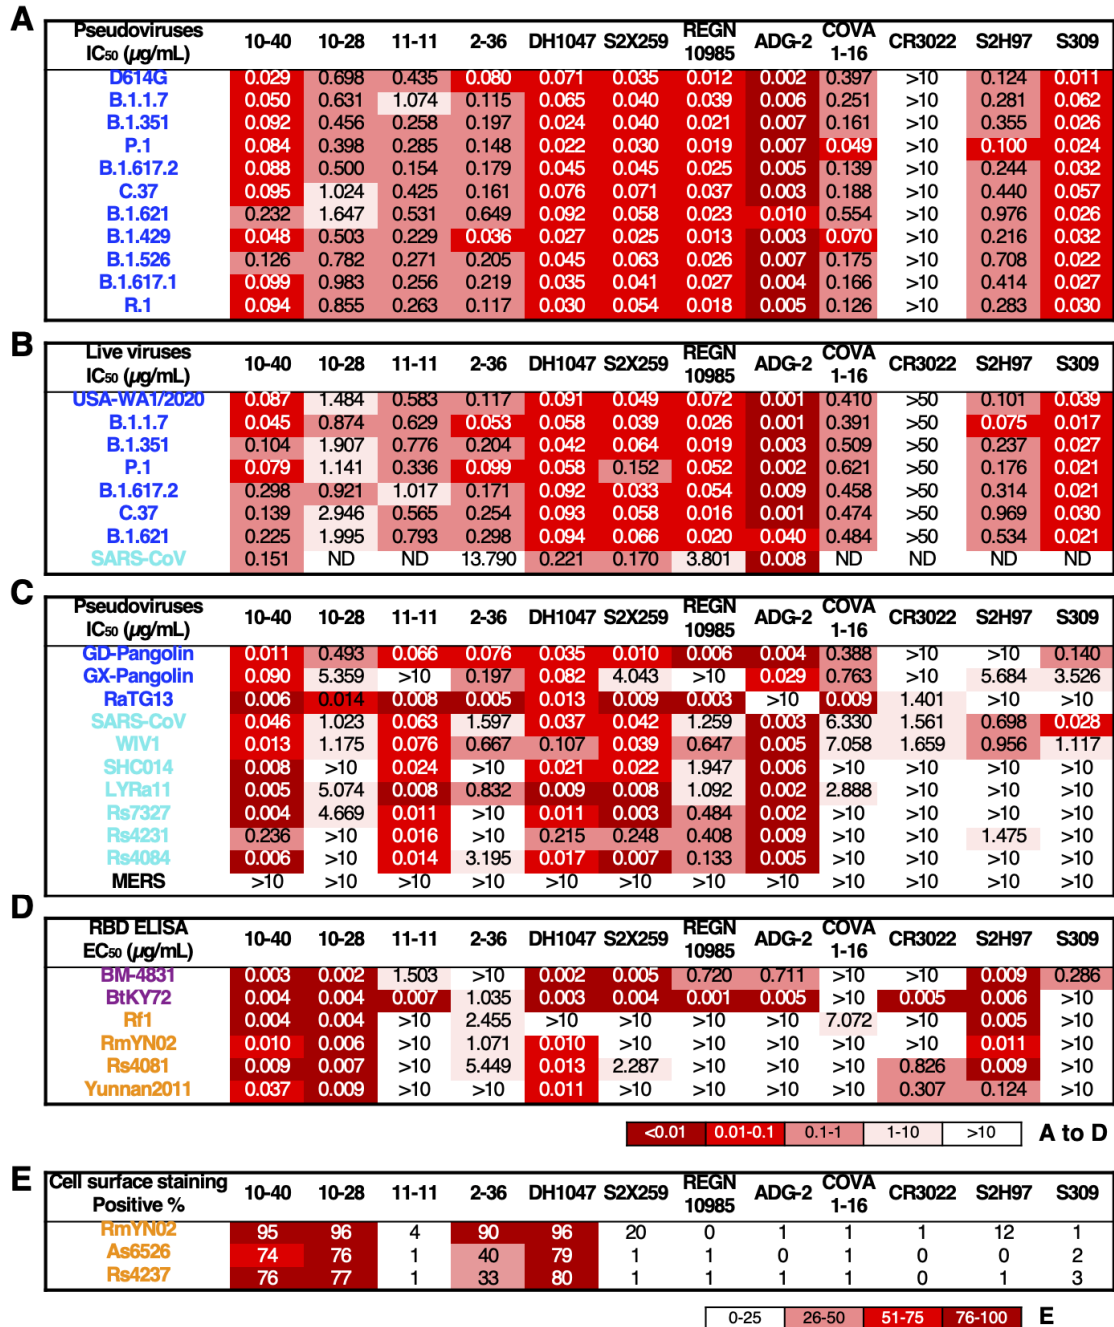 A
Pseudoviruses IC50 (µg/mL) 10-40 10-28 11-11 2-36 DH1047 S2X259 REGN 10985 ADG-2 COVA 1-16 CR3022 S2H97 S309
D614G 0.029 0.698 0.435 0.080 0.071 0.035 0.012 0.002 0.397 >10 0.124 0.011
B.1.1.7 0.050 0.631 1.074 0.115 0.065 0.040 0.039 0.006 0.251 >10 0.281 0.062
B.1.351 0.092 0.456 0.258 0.197 0.024 0.040 0.021 0.007 0.161 >10 0.355 0.026
P.1 0.084 0.398 0.285 0.148 0.022 0.030 0.019 0.007 0.049 >10 0.100 0.024
B.1.617.2 0.088 0.500 0.154 0.179 0.045 0.045 0.025 0.005 0.139 >10 0.244 0.032
C.37 0.095 1.024 0.425 0.161 0.076 0.071 0.037 0.003 0.188 >10 0.440 0.057
B.1.621 0.232 1.647 0.531 0.649 0.092 0.058 0.023 0.010 0.554 >10 0.976 0.026
B.1.429 0.048 0.503 0.229 0.036 0.027 0.025 0.013 0.003 0.070 >10 0.216 0.032
B.1.526 0.126 0.782 0.271 0.205 0.045 0.063 0.026 0.007 0.175 >10 0.708 0.022
B.1.617.1 0.099 0.983 0.256 0.219 0.035 0.041 0.027 0.004 0.166 >10 0.414 0.027
R.1 0.094 0.855 0.263 0.117 0.030 0.054 0.018 0.005 0.126 >10 0.283 0.030
B
Live viruses IC50 (µg/mL) 10-40 10-28 11-11 2-36 DH1047 S2X259 REGN 10985 ADG-2 COVA 1-16 CR3022 S2H97 S309
USA-WA1/2020 0.087 1.484 0.583 0.117 0.091 0.049 0.072 0.001 0.410 >50 0.101 0.039
B.1.1.7 0.045 0.874 0.629 0.053 0.058 0.039 0.026 0.001 0.391 >50 0.075 0.017
B.1.351 0.104 1.907 0.776 0.204 0.042 0.064 0.019 0.003 0.509 >50 0.237 0.027
P.1 0.079 1.141 0.336 0.099 0.058 0.152 0.052 0.002 0.621 >50 0.176 0.021
B.1.617.2 0.298 0.921 1.017 0.171 0.092 0.033 0.054 0.009 0.458 >50 0.314 0.021
C.37 0.139 2.946 0.565 0.254 0.093 0.058 0.016 0.001 0.474 >50 0.969 0.030
B.1.621 0.225 1.995 0.793 0.298 0.094 0.066 0.020 0.040 0.484 >50 0.534 0.021
SARS-CoV 0.151 ND ND 13.790 0.221 0.170 3.801 0.008 ND ND ND ND
C
Pseudoviruses IC50 (µg/mL) 10-40 10-28 11-11 2-36 DH1047 S2X259 REGN 10985 ADG-2 COVA 1-16 CR3022 S2H97 S309
GD-Pangolin 0.011 0.493 0.066 0.076 0.035 0.010 0.006 0.004 0.388 >10 >10 0.140
GX-Pangolin 0.090 5.359 >10 0.197 0.082 4.043 >10 0.029 0.763 >10 5.684 3.526
RaTG13 0.006 0.014 0.008 0.005 0.013 0.009 0.003 >10 0.009 1.401 >10 >10
SARS-CoV 0.046 1.023 0.063 1.597 0.037 0.042 1.259 0.003 6.330 1.561 0.698 0.028
WIV1 0.013 1.175 0.076 0.667 0.107 0.039 0.647 0.005 7.058 1.659 0.956 1.117
SHC014 0.008 >10 0.024 >10 0.021 0.022 1.947 0.006 >10 >10 >10 >10
LYRa11 0.005 5.074 0.008 0.832 0.009 0.008 1.092 0.002 2.888 >10 >10 >10
Rs7327 0.004 4.669 0.011 >10 0.011 0.003 0.484 0.002 >10 >10 >10 >10
Rs4231 0.236 >10 0.016 >10 0.215 0.248 0.408 0.009 >10 >10 1.475 >10
Rs4084 0.006 >10 0.014 3.195 0.017 0.007 0.133 0.005 >10 >10 >10 >10
MERS >10 >10 >10 >10 >10 >10 >10 >10 >10 >10 >10 >10
D
RBD ELISA EC50 (µg/mL) 10-40 10-28 11-11 2-36 DH1047 S2X259 REGN 10985 ADG-2 COVA 1-16 CR3022 S2H97 S309
BM-4831 0.003 0.002 1.503 >10 0.002 0.005 0.720 0.711 >10 >10 0.009 0.286
BtKY72 0.004 0.004 0.007 1.035 0.003 0.004 0.001 0.005 >10 0.005 0.006 >10
Rf1 0.004 0.004 >10 2.455 >10 >10 >10 >10 7.072 >10 0.005 >10
RmYN02 0.010 0.006 >10 1.071 0.010 >10 >10 >10 >10 >10 0.011 >10
Rs4081 0.009 0.007 >10 5.449 0.013 2.287 >10 >10 >10 0.826 0.009 >10
Yunnan2011 0.037 0.009 >10 >10 0.011 >10 >10 >10 >10 0.307 0.124 >10
<0.01 0.01-0.1 0.1-1 1-10 >10 A to D
E
Cell surface staining Positive % 10-40 10-28 11-11 2-36 DH1047 S2X259 REGN 10985 ADG-2 COVA 1-16 CR3022 S2H97 S309
RmYN02 95 96 4 90 96 20 0 1 1 1 12 1
As6526 74 76 1 40 79 1 1 0 1 0 0 2
Rs4237 76 77 1 33 80 1 1 1 1 0 1 3
0-25 26-50 51-75 76-100 E